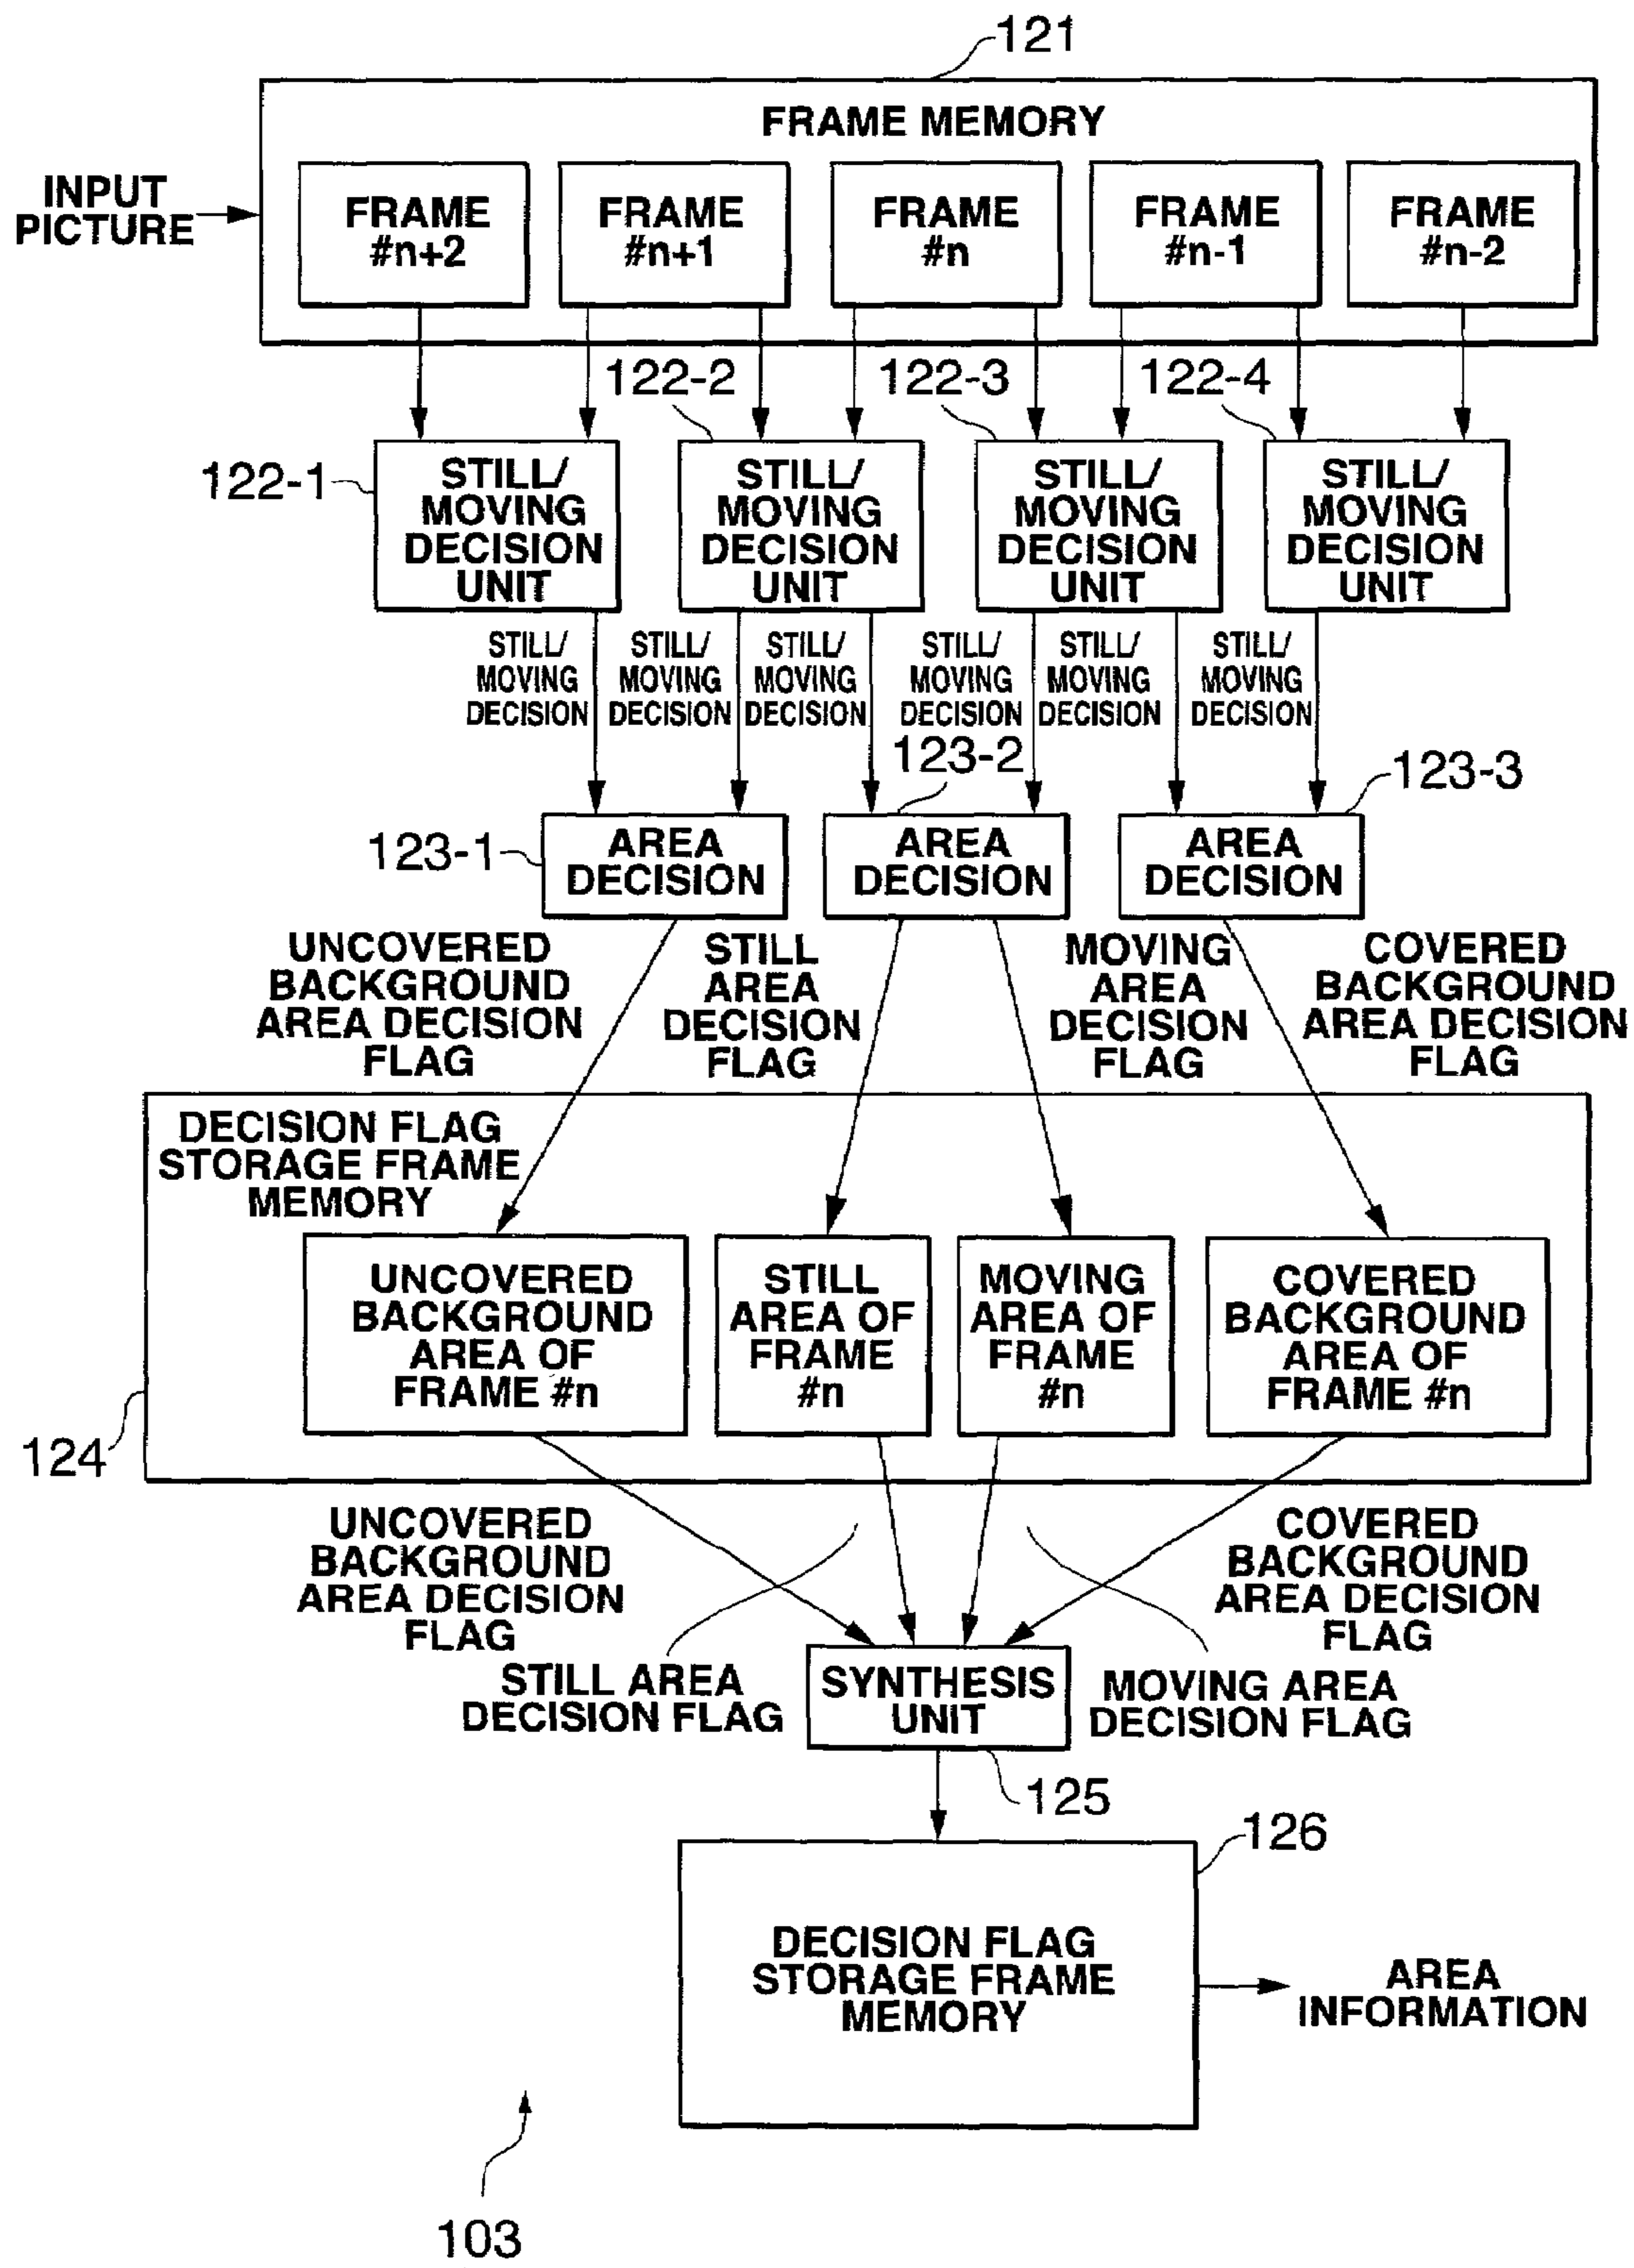 121
FRAME MEMORY
INPUT
PICTURE
FRAME
#n+2
FRAME
#n+1
FRAME
#n
FRAME
#n-1
FRAME
#n-2
122-2
122-3
122-4
122-1
STILL/
MOVING
DECISION
UNIT
STILL/
MOVING
DECISION
UNIT
STILL/
MOVING
DECISION
UNIT
STILL/
MOVING
DECISION
UNIT
STILL/
MOVING
DECISION
STILL/
MOVING
DECISION
STILL/
MOVING
DECISION
STILL/
MOVING
DECISION
STILL/
MOVING
DECISION
STILL/
MOVING
DECISION
123-2
123-3
123-1
AREA
DECISION
AREA
DECISION
AREA
DECISION
UNCOVERED
BACKGROUND
AREA DECISION
FLAG
STILL
AREA
DECISION
FLAG
MOVING
AREA
DECISION
FLAG
COVERED
BACKGROUND
AREA DECISION
FLAG
DECISION FLAG
STORAGE FRAME
MEMORY
UNCOVERED
BACKGROUND
AREA OF
FRAME #n
STILL
AREA OF
FRAME
#n
MOVING
AREA OF
FRAME
#n
COVERED
BACKGROUND
AREA OF
FRAME #n
124
UNCOVERED
BACKGROUND
AREA DECISION
FLAG
COVERED
BACKGROUND
AREA DECISION
FLAG
STILL AREA
DECISION FLAG
SYNTHESIS
UNIT
MOVING AREA
DECISION FLAG
125
126
DECISION FLAG
STORAGE FRAME
MEMORY
AREA
INFORMATION
103